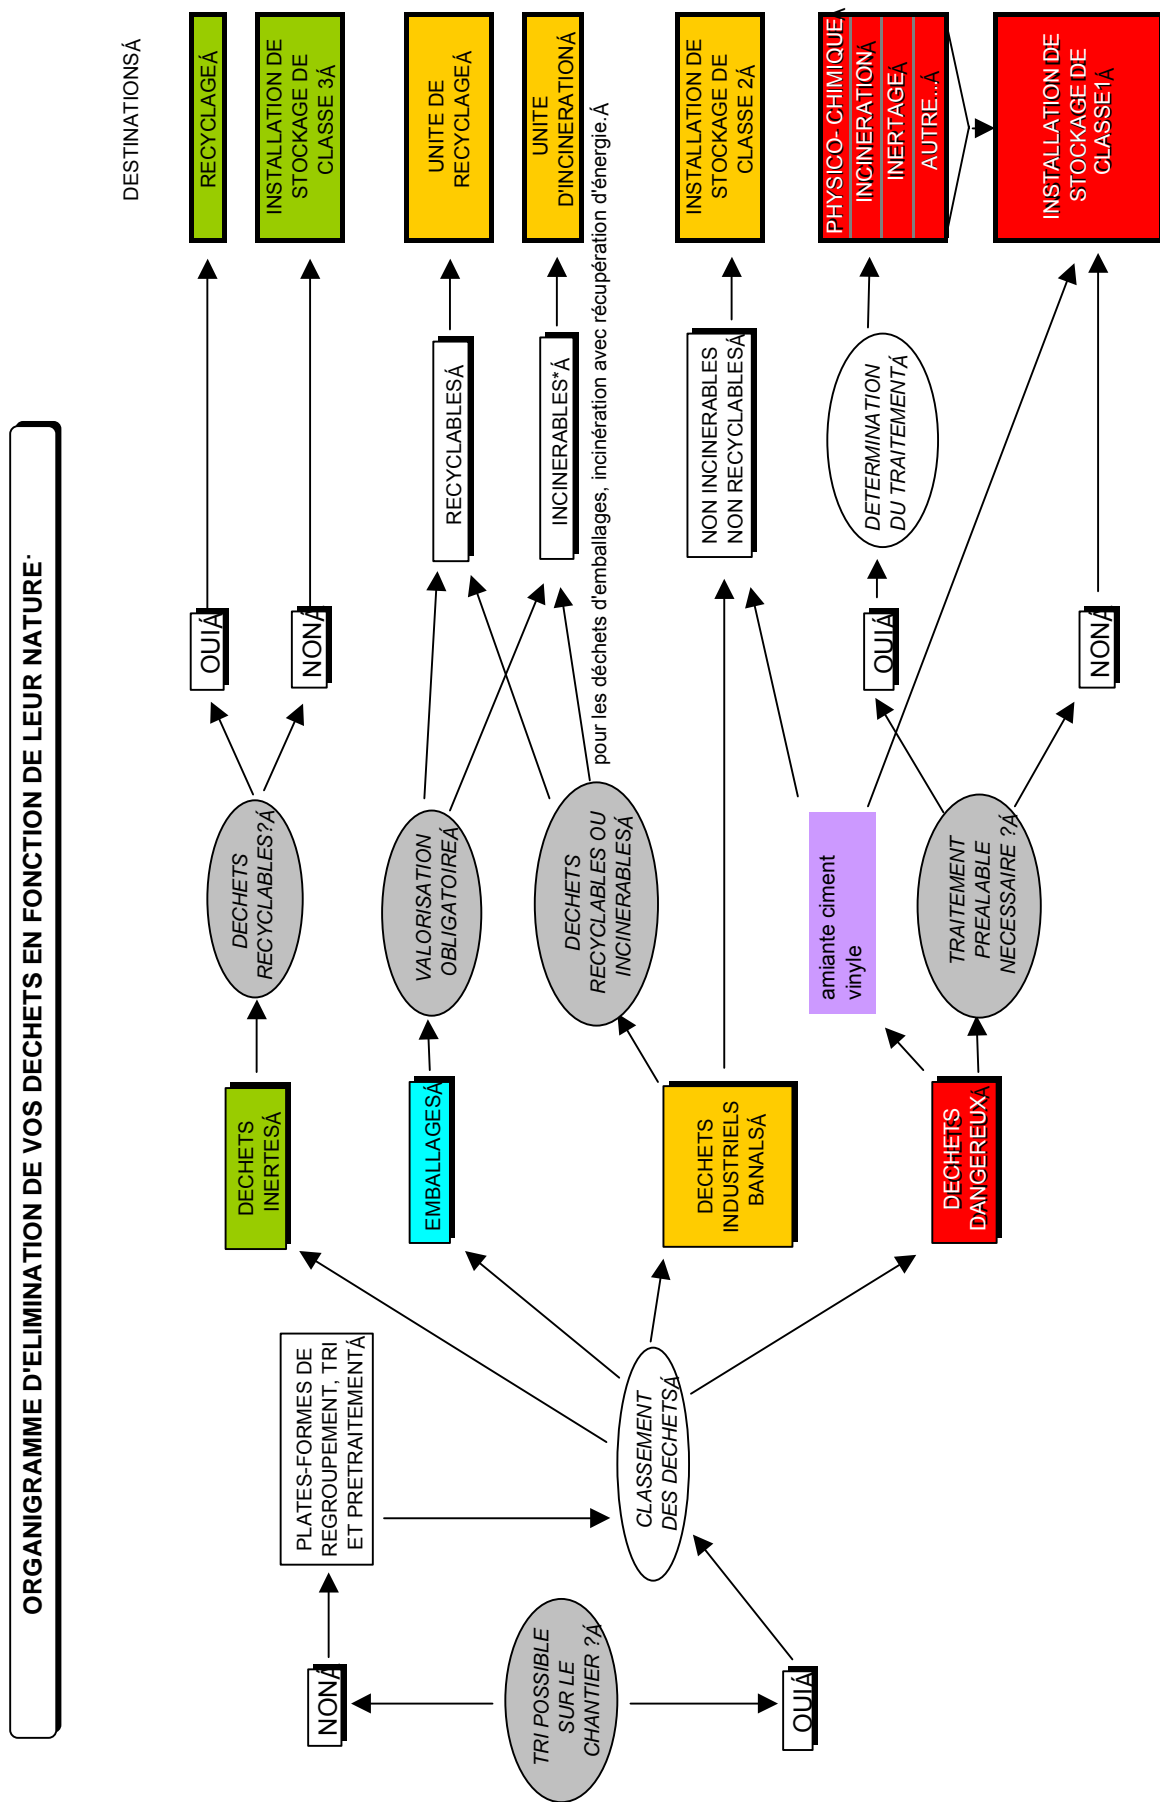 ORGANIGRAMME D'ELIMINATION DE VOS DECHETS EN FONCTION DE LEUR NATURE·
DESTINATIONSÁ
TRI POSSIBLE
SUR LE
CHANTIER ?Á
NONÁ
OUIÁ
PLATES-FORMES DE
REGROUPEMENT, TRI
ET PRETRAITEMENTÁ
CLASSEMENT
DES DECHETSÁ
DECHETS
INERTESÁ
DECHETS
RECYCLABLES?Á
OUIÁ
NONÁ
RECYCLAGEÁ
INSTALLATION DE
STOCKAGE DE
CLASSE 3Á
EMBALLAGESÁ
VALORISATION
OBLIGATOIREÁ
RECYCLABLESÁ
UNITE DE
RECYCLAGEÁ
DECHETS
INDUSTRIELS
BANALSÁ
DECHETS
RECYCLABLES OU
INCINERABLESÁ
INCINERABLES*Á
UNITE
D'INCINERATIONÁ
pour les déchets d'emballages, incinération avec récupération d'énergie.Á
NON INCINERABLES
NON RECYCLABLESÁ
INSTALLATION DE
STOCKAGE DE
CLASSE 2Á
DECHETS
DANGEREUXÁ
amiante ciment
vinyle
TRAITEMENT
PREALABLE
NECESSAIRE ?Á
OUIÁ
NONÁ
DETERMINATION
DU TRAITEMENTÁ
PHYSICO- CHIMIQUEÁ
INCINERATIONÁ
INERTAGEÁ
AUTRE...Á
INSTALLATION DE
STOCKAGE DE
CLASSE1Á